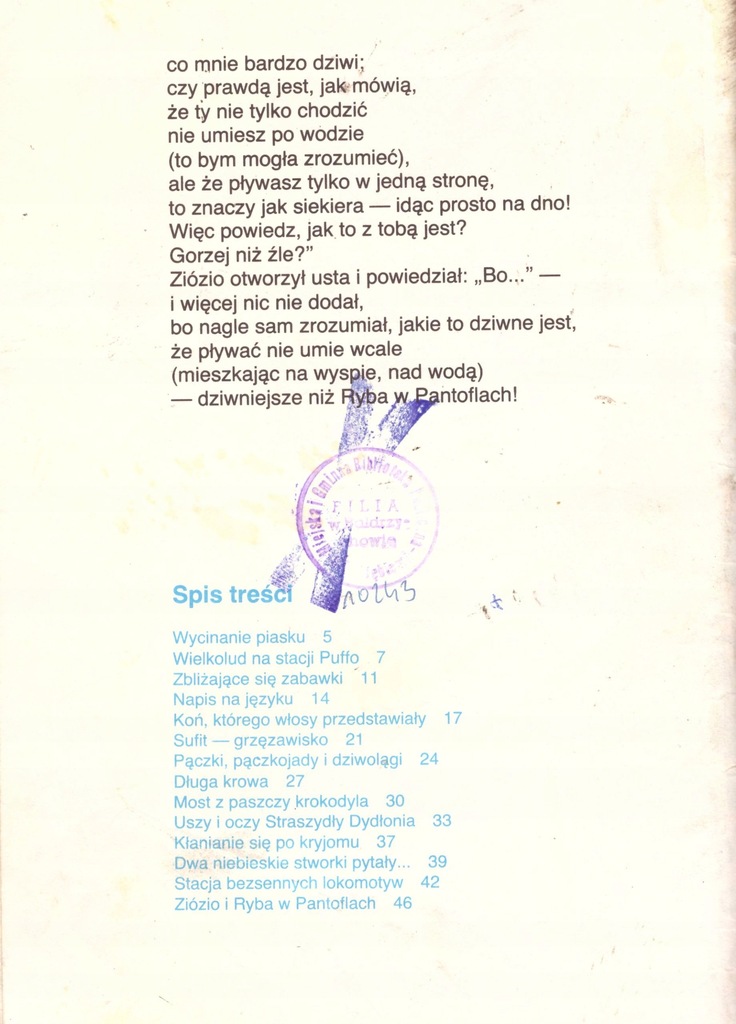 co mnie bardzo dziwi;
czy prawdą jest, jak mówią,
że ty nie tylko chodzić
nie umiesz po wodzie
(to bym mogła zrozumieć),
ale że pływasz tylko w jedną stronę,
to znaczy jak siekiera — idąc prosto na dno!
Więc powiedz, jak to z tobą jest?
Gorzej niż źle?”
Ziózio otworzył usta i powiedział: „Bo...” —
i więcej nic nie dodał,
bo nagle sam zrozumiał, jakie to dziwne jest,
że pływać nie umie wcale
(mieszkając na wyspie, nad wodą)
— dziwniejsze niż Ryba w Pantoflach!
Miejska i Gminna Biblioteka
FILIA
w
10243
Spis treści
Wycinanie piasku 5
Wielkolud na stacji Puffo 7
Zbliżające się zabawki 11
Napis na języku 14
Koń, którego włosy przedstawiały 17
Sufit — grzęzawisko 21
Pączki, pączkojady i dziwolągi 24
Długa krowa 27
Most z paszczy krokodyla 30
Uszy i oczy Straszydły Dydłonia 33
Kłanianie się po kryjomu 37
Dwa niebieskie stworki pytały... 39
Stacja bezsennych lokomotyw 42
Ziózio i Ryba w Pantoflach 46